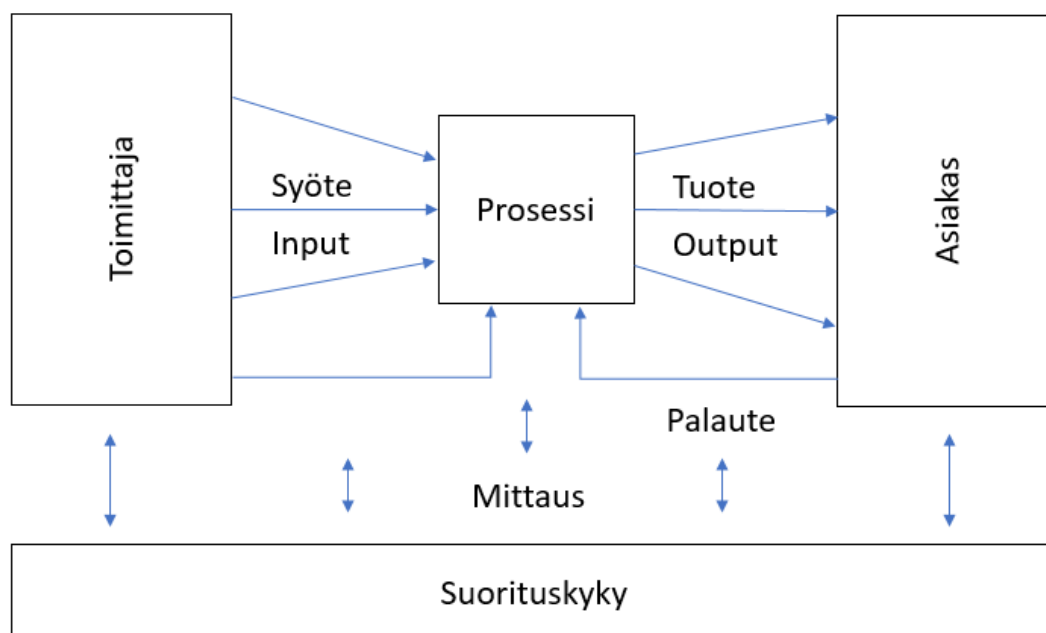 Toimittaja
Syöte
Input
Prosessi
Tuote
Output
Asiakas
Palaute
Mittaus
Suorituskyky